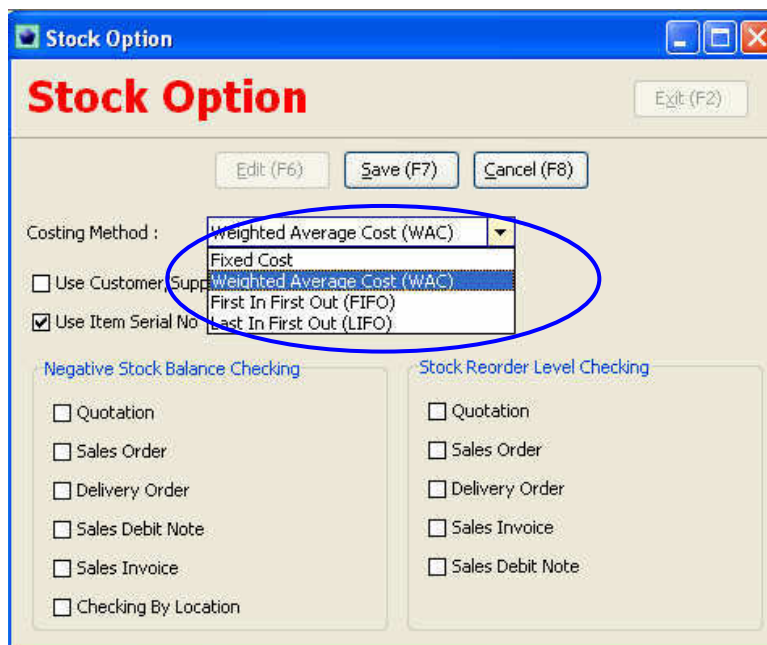 Stock Option
Stock Option
Exit (F2)
Edit (F6) Save (F7) Cancel (F8)
Costing Method : Weighted Average Cost (WAC)
Fixed Cost
Use Customer,Supp Weighted Average Cost (WAC)
First In First Out (FIFO)
Use Item Serial No Last In First Out (LIFO)
Negative Stock Balance Checking
Quotation
Sales Order
Delivery Order
Sales Debit Note
Sales Invoice
Checking By Location
Stock Reorder Level Checking
Quotation
Sales Order
Delivery Order
Sales Invoice
Sales Debit Note